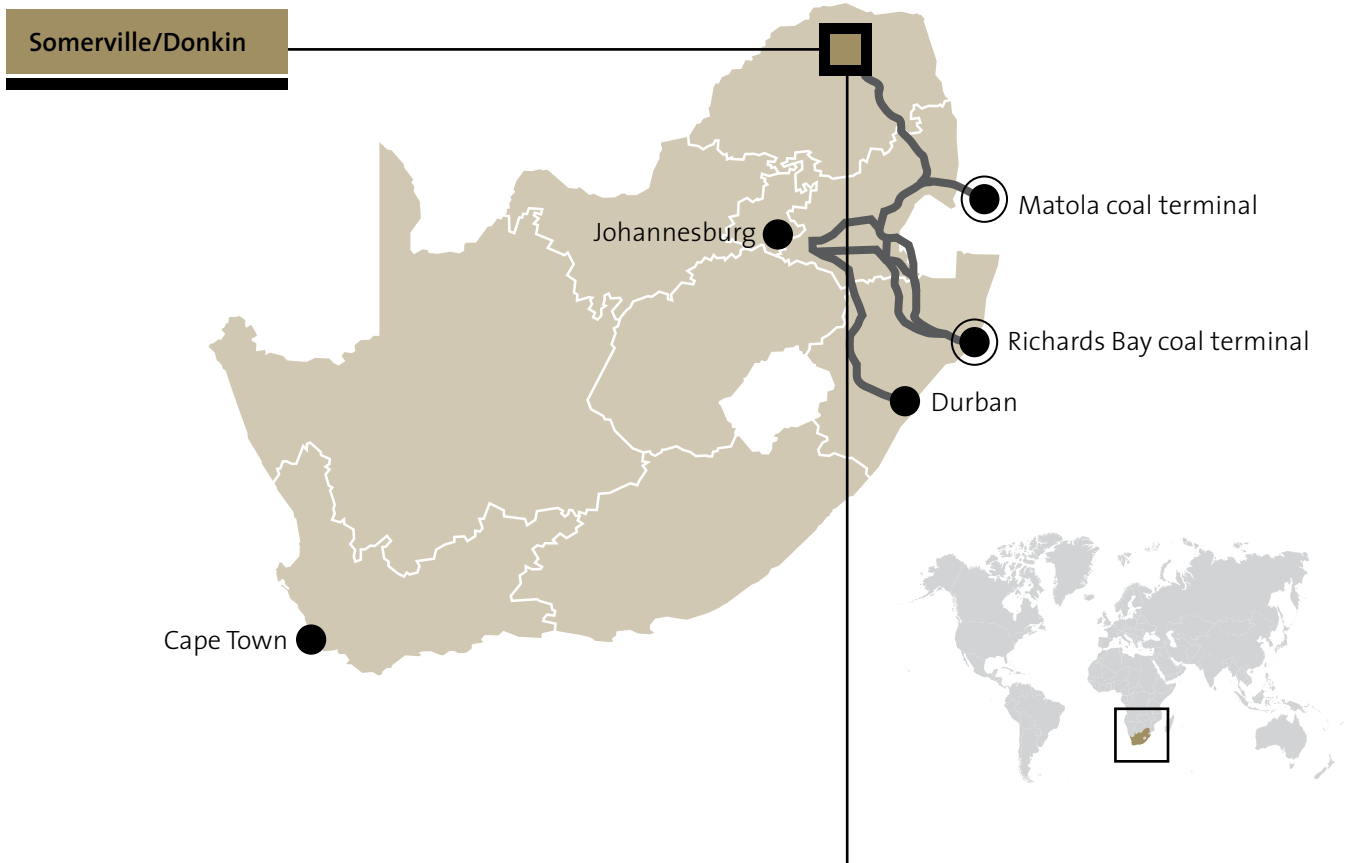 Somerville/Donkin
Matola coal terminal
Johannesburg
Richards Bay coal terminal
Durban
Cape Town